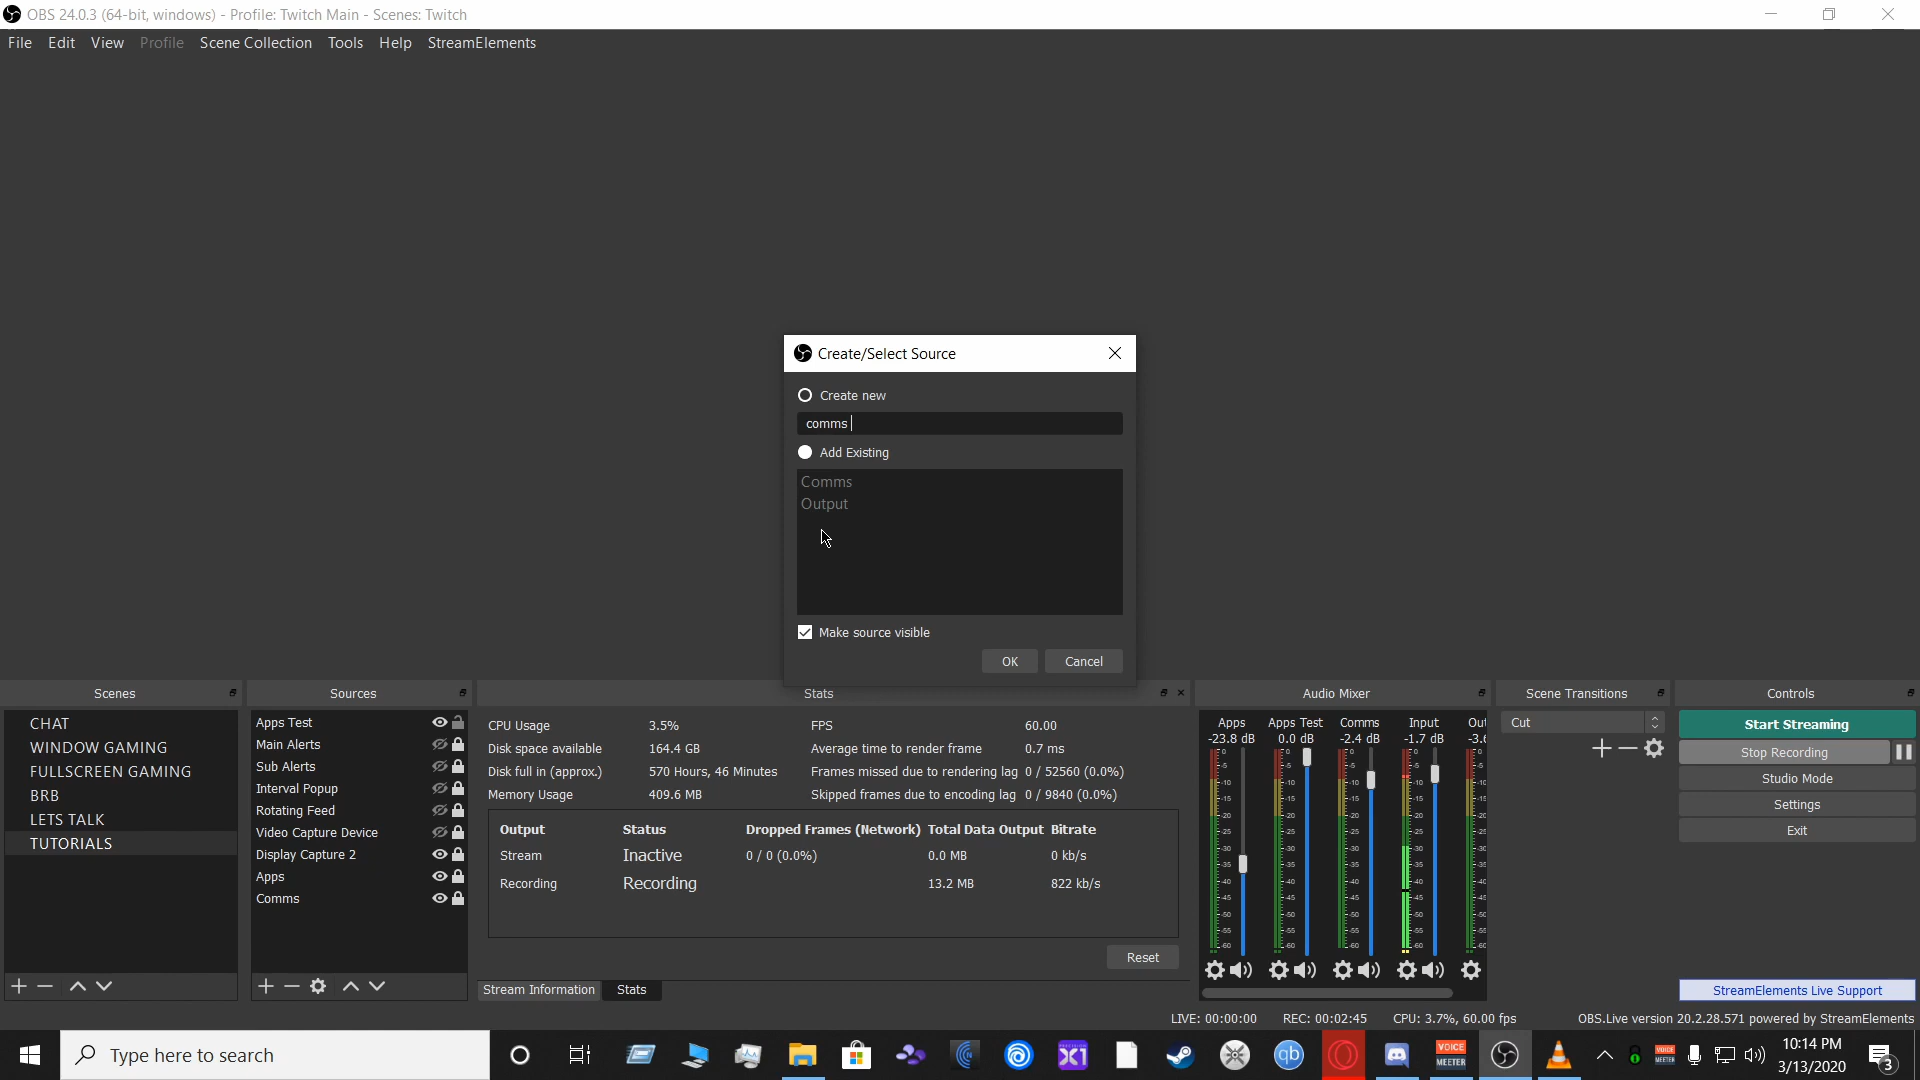 OBS 24.0.3 (64-bit, windows) - Profile: Twitch Main - Scenes: Twitch
File Edit View Profile Scene Collection Tools Help StreamElements
Create/Select Source
Create new
comms
Add Existing
Comms
Output
Make source visible
OK Cancel
Scenes
CHAT
WINDOW GAMING
FULLSCREEN GAMING
BRB
LETS TALK
TUTORIALS
Sources
Apps Test
Main Alerts
Sub Alerts
Interval Popup
Rotating Feed
Video Capture Device
Display Capture 2
Apps
Comms
Stats
CPU Usage 3.5% FPS 60.00
Disk space available 164.4 GB Average time to render frame 0.7 ms
Disk full in (approx.) 570 Hours, 46 Minutes Frames missed due to rendering lag 0 / 52560 (0.0%)
Memory Usage 409.6 MB Skipped frames due to encoding lag 0 / 9840 (0.0%)
Output Status Dropped Frames (Network) Total Data Output Bitrate
Stream Inactive 0 / 0 (0.0%) 0.0 MB 0 kb/s
Recording Recording 13.2 MB 822 kb/s
Reset
Stream Information Stats
Audio Mixer
Apps Apps Test Comms Input Out
-23.8 dB 0.0 dB -2.4 dB -1.7 dB -3.6
Scene Transitions
Cut
Controls
Start Streaming
Stop Recording
Studio Mode
Settings
Exit
StreamElements Live Support
LIVE: 00:00:00 REC: 00:02:45 CPU: 3.7%, 60.00 fps OBS.Live version 20.2.28.571 powered by StreamElements
Type here to search
X1
qb
VOICE MEETER
10:14 PM
3/13/2020
3